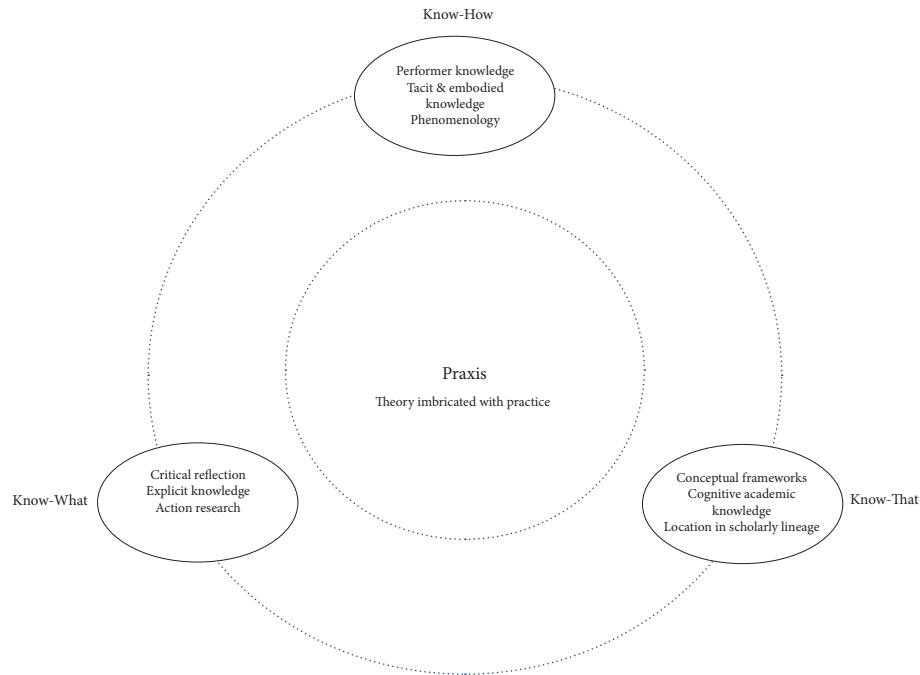 Know-How
Performer knowledge
Tacit & embodied
knowledge
Phenomenology
Praxis
Theory imbricated with practice
Know-What
Critical reflection
Explicit knowledge
Action research
Conceptual frameworks
Cognitive academic
knowledge
Location in scholarly lineage
Know-That